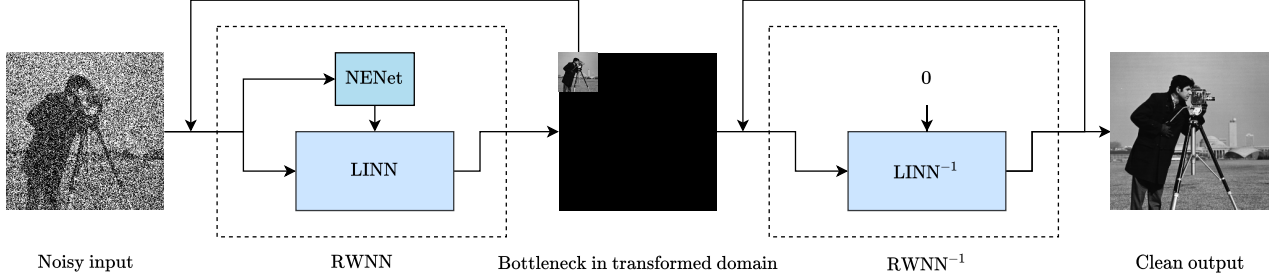 NENet
0
LINN
LINN⁻¹
Noisy input
RWNN
Bottleneck in transformed domain
RWNN⁻¹
Clean output